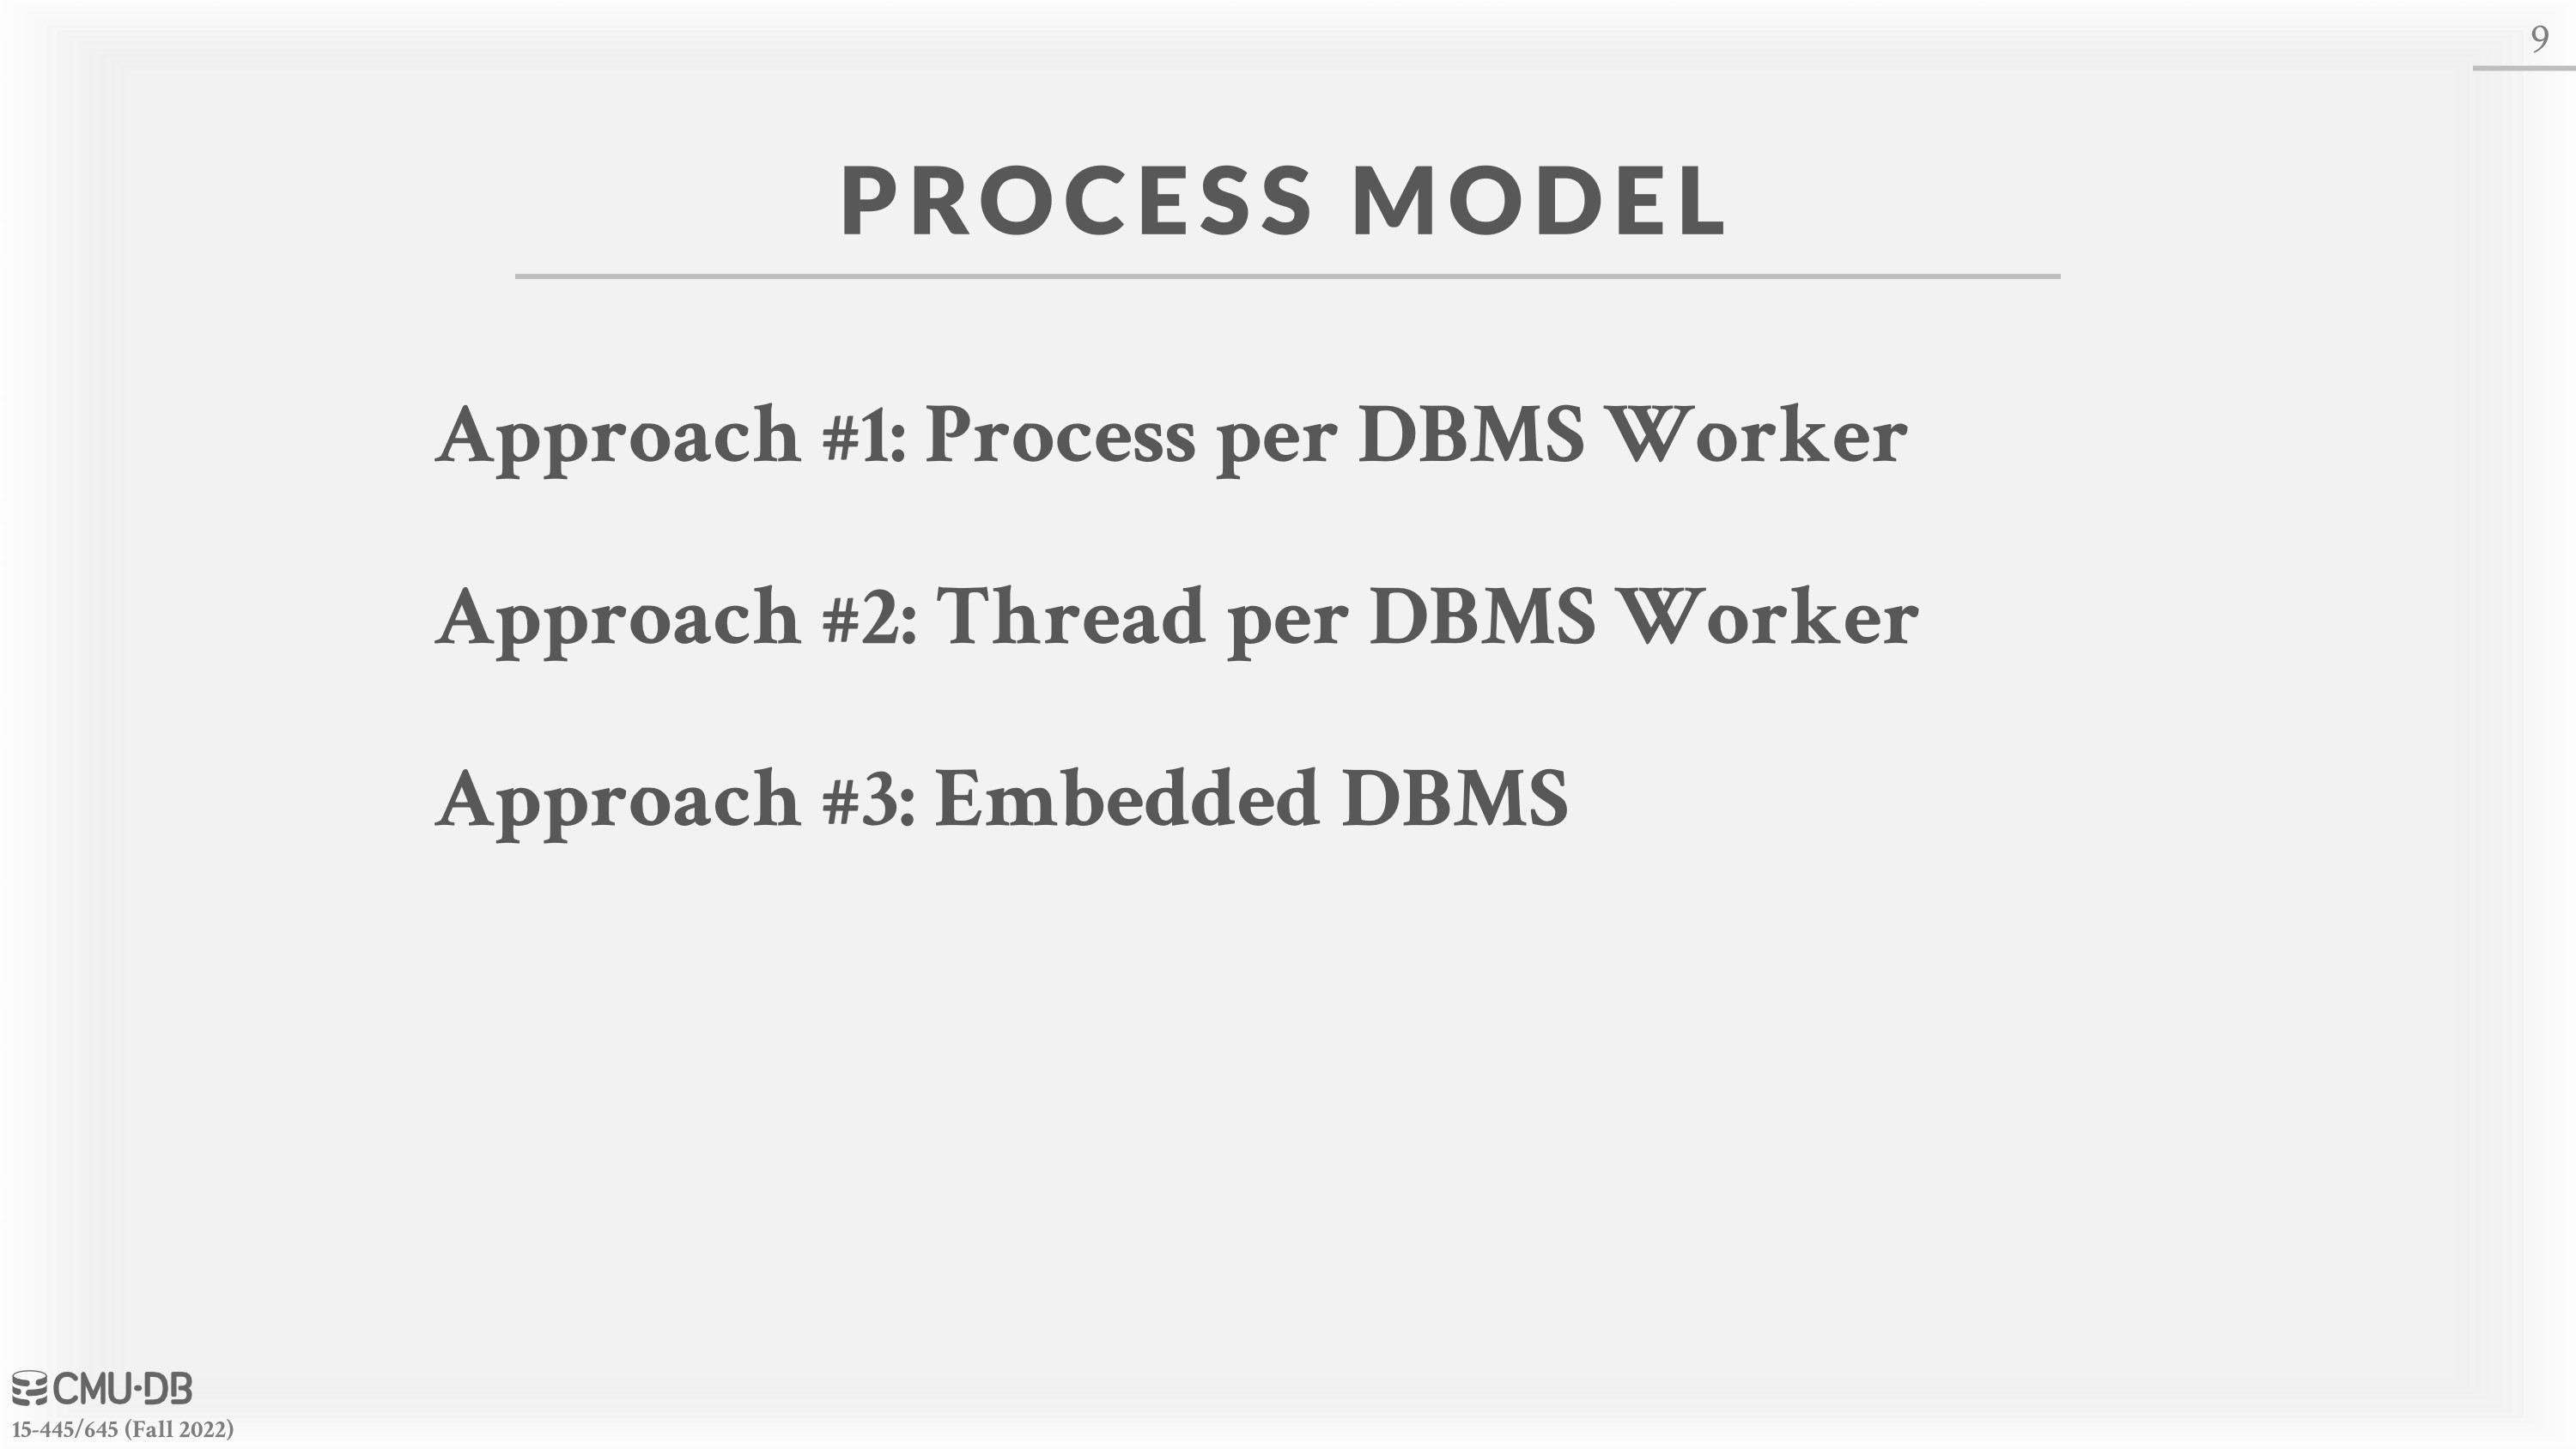 9
PROCESS MODEL
Approach #1: Process per DBMS Worker
Approach #2: Thread per DBMS Worker
Approach #3: Embedded DBMS
CMU·DB
15-445/645 (Fall 2022)